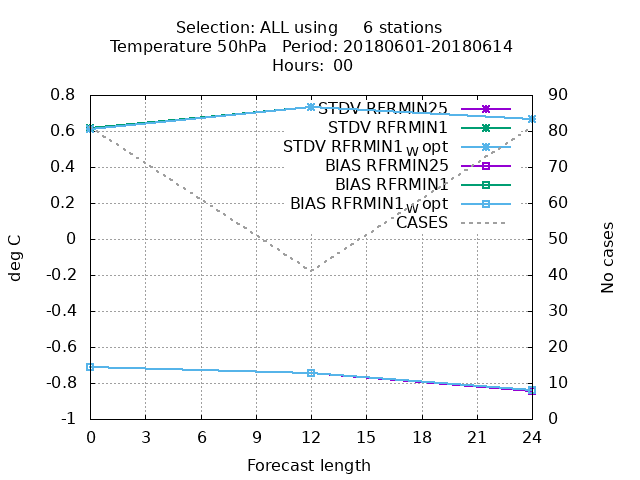 Selection: ALL using 6 stations
Temperature 50hPa Period: 20180601-20180614
Hours: 00
0.8 STDV RFRMIN25 90
0.6 STDV RFRMIN1 80
STDV RFRMIN1_W opt
0.4 BIAS RFRMIN25 70
BIAS RFRMIN1
0.2 BIAS RFRMIN1_W opt 60
CASES
0 50
-0.2 40
-0.4 30
-0.6 20
-0.8 10
-1 0
deg C
No cases
0 3 6 9 12 15 18 21 24
Forecast length